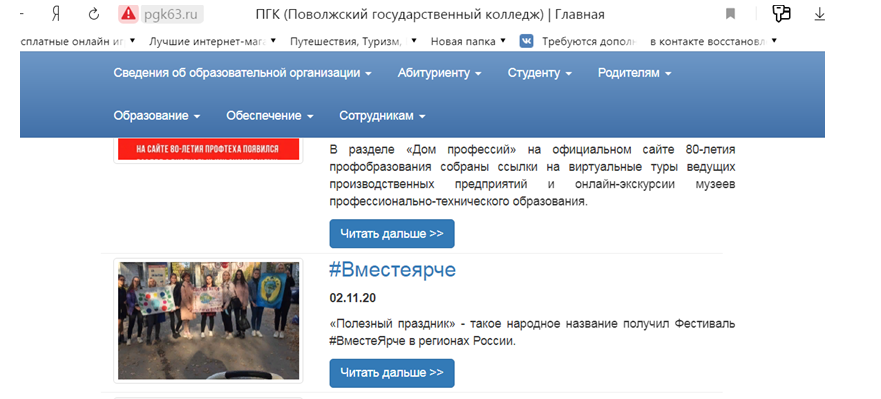 Я pgk63.ru ПГК (Поволжский государственный колледж) | Главная
сплатные онлайн иг Лучшие интернет-мага Путешествия, Туризм, Новая папка Требуются допол в контакте восстановл
Сведения об образовательной организации Абитуриенту Студенту Родителям
Образование Обеспечение Сотрудникам
НА САЙТЕ 80-ЛЕТИЯ ПРОФТЕХА ПОЯВИЛСЯ
В разделе «Дом профессий» на официальном сайте 80-летия
профобразования собраны ссылки на виртуальные туры ведущих
производственных предприятий и онлайн-экскурсии музеев
профессионально-технического образования.
Читать дальше >>
#Вместеярче
02.11.20
«Полезный праздник» - такое народное название получил Фестиваль
#ВместеЯрче в регионах России.
Читать дальше >>